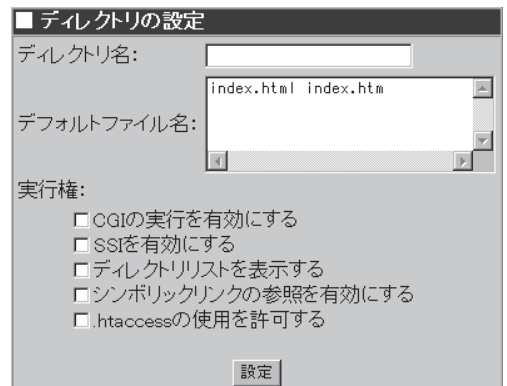 ■ ディレクトリの設定
ディレクトリ名:
index.html index.htm
デフォルトファイル名:
実行権:
CGIの実行を有効にする
SSIを有効にする
ディレクトリリストを表示する
シンボリックリンクの参照を有効にする
.htaccessの使用を許可する
設定